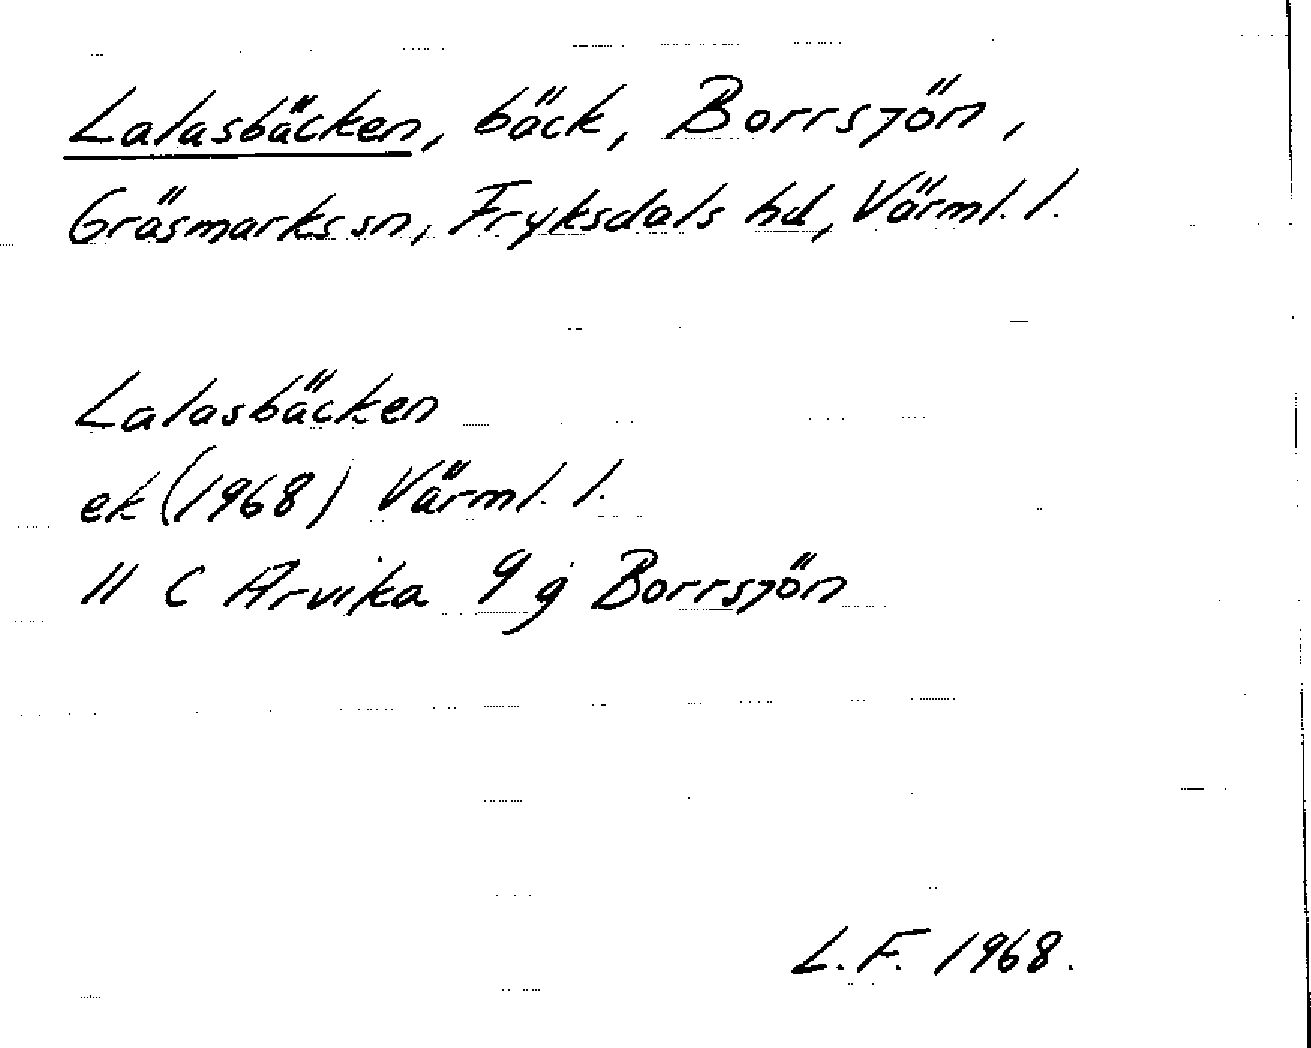 Lalasbäcken, bäck, Borrsjön,
Gräsmarks sn, Fryksdals hd, Värml. l.
Lalasbäcken
ek (1968) Värml. l.
11 C Arvika 9 g Borrsjön
L. F. 1968.